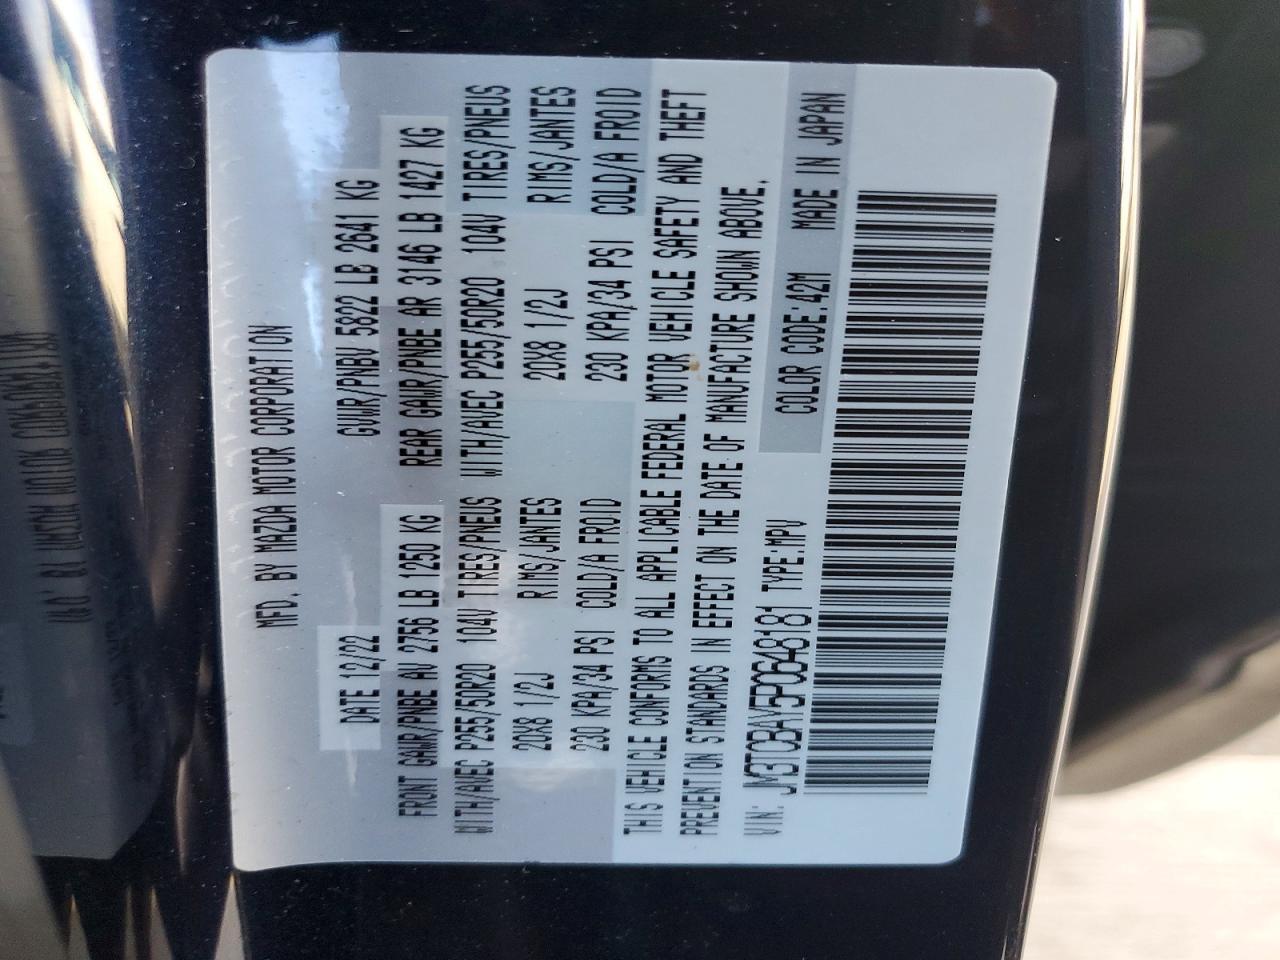 MFD. BY MAZDA MOTOR CORPORATION
DATE 12/22 GVWR/PNBV 5822 LB 2641 KG
FRONT GAWR/PNBE AV 2756 LB 1250 KG REAR GAWR/PNBE AR 3146 LB 1427 KG
WITH/AVEC P255/50R20 104V TIRES/PNEUS WITH/AVEC P255/50R20 104V TIRES/PNEUS
20X8 1/2J RIMS/JANTES 20X8 1/2J RIMS/JANTES
230 KPA/34 PSI COLD/A FROID 230 KPA/34 PSI COLD/A FROID
THIS VEHICLE CONFORMS TO ALL APPLICABLE FEDERAL MOTOR VEHICLE SAFETY AND THEFT
PREVENTION STANDARDS IN EFFECT ON THE DATE OF MANUFACTURE SHOWN ABOVE.
VIN: JM3TCBAY5P0648181 TYPE:MPV COLOR CODE:42M MADE IN JAPAN